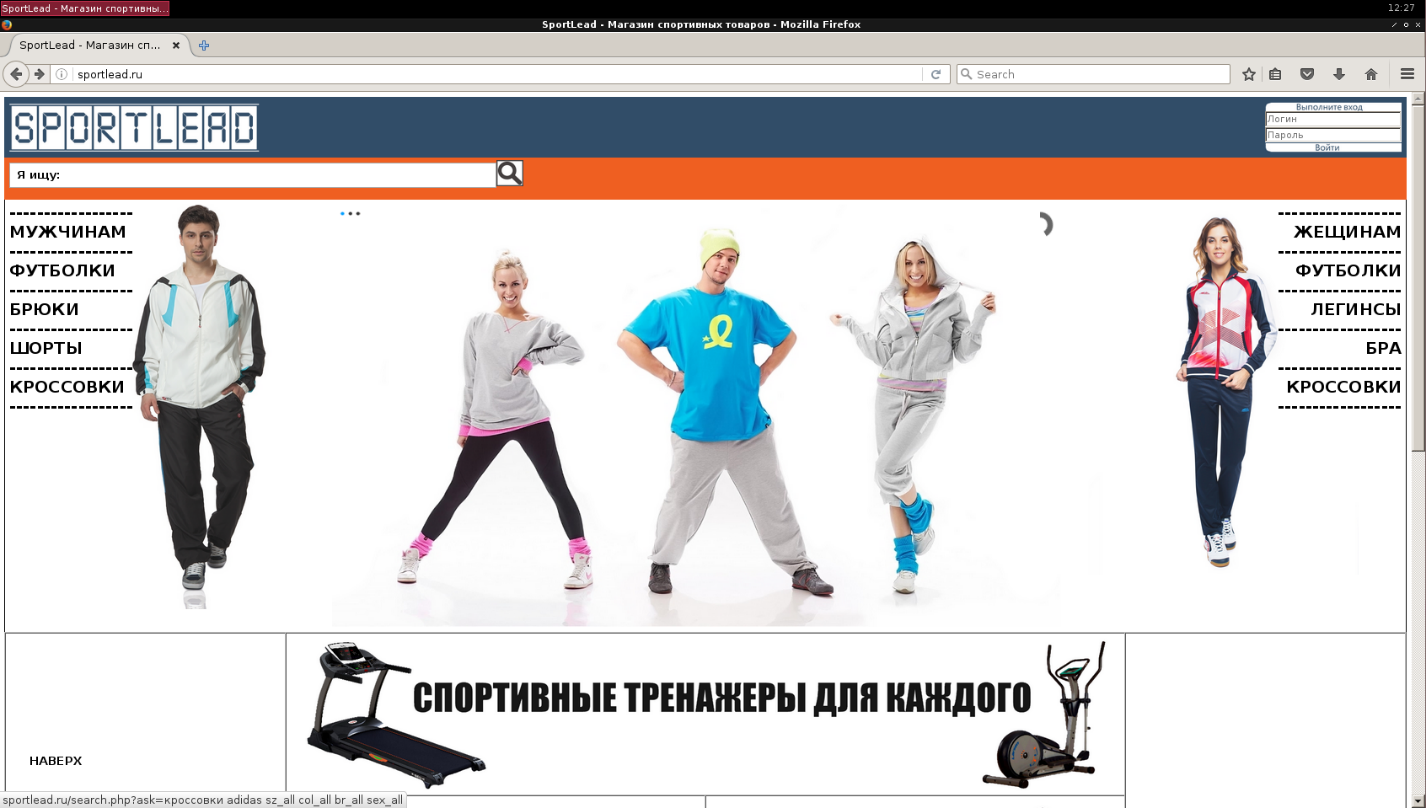 SportLead - Магазин спортивны...
12:27
SportLead - Магазин спортивных товаров - Mozilla Firefox
SportLead - Магазин сп...
sportlead.ru
Search
SPORTLEAD
Выполните вход
Логин
Пароль
Войти
Я ищу:
МУЖЧИНАМ
ФУТБОЛКИ
БРЮКИ
ШОРТЫ
КРОССОВКИ
ЖЕЩИНАМ
ФУТБОЛКИ
ЛЕГИНСЫ
БРА
КРОССОВКИ
СПОРТИВНЫЕ ТРЕНАЖЕРЫ ДЛЯ КАЖДОГО
НАВЕРХ
sportlead.ru/search.php?ask=кроссовки adidas sz_all col_all br_all sex_all